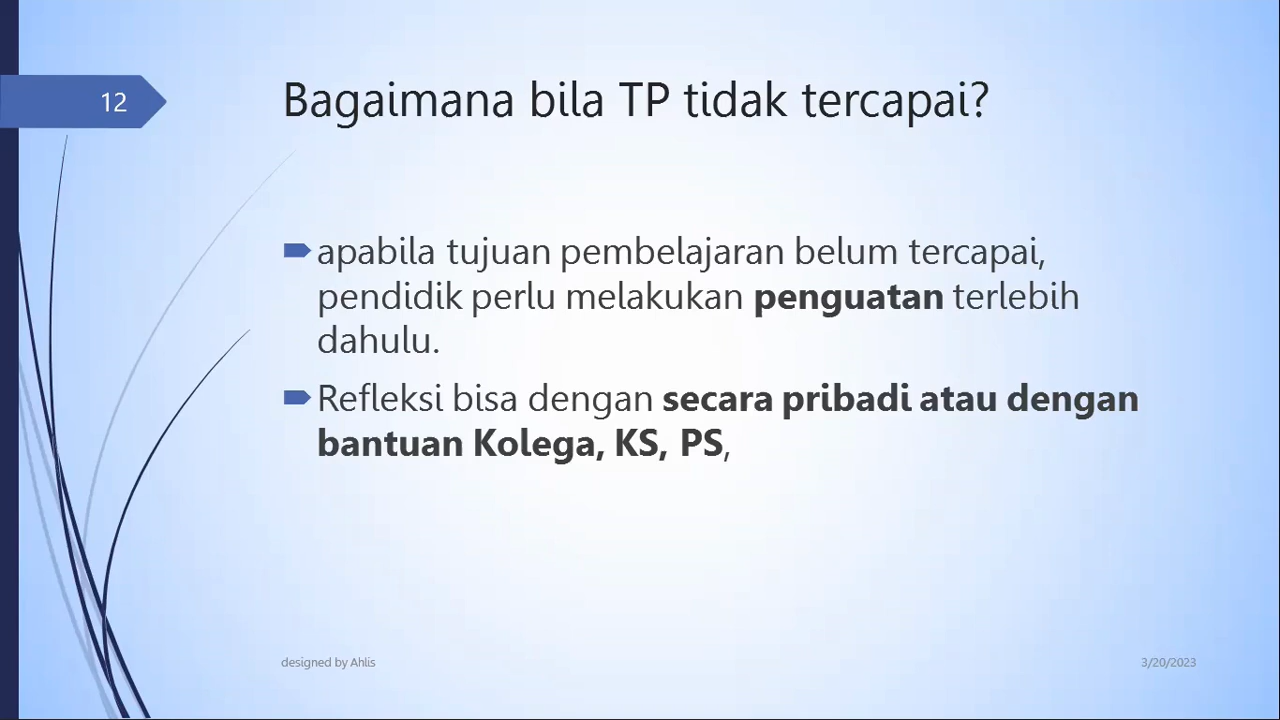 12
Bagaimana bila TP tidak tercapai?
apabila tujuan pembelajaran belum tercapai,
pendidik perlu melakukan penguatan terlebih
dahulu.
Refleksi bisa dengan secara pribadi atau dengan
bantuan Kolega, KS, PS,
designed by Ahlis
3/20/2023